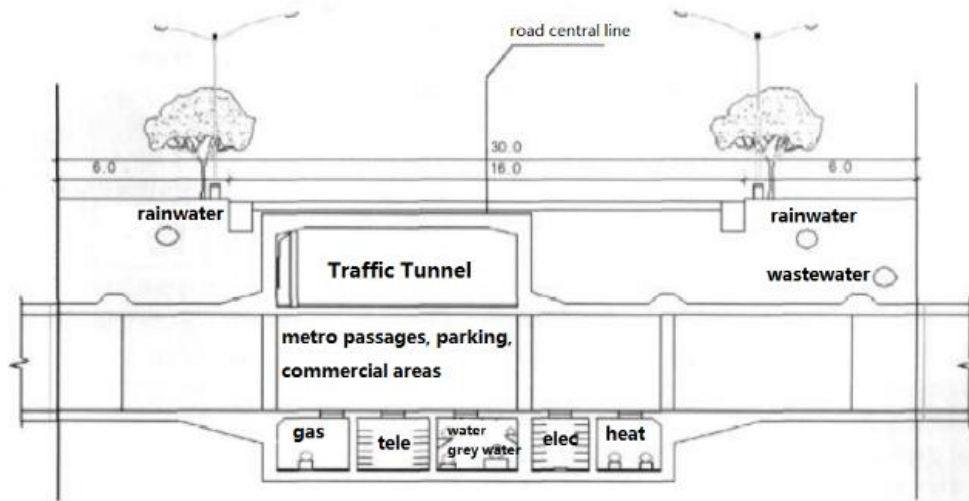 road central line
30.0
6.0
16.0
6.0
rainwater
rainwater
Traffic Tunnel
wastewater
metro passages, parking,
commercial areas
gas
tele
water
grey water
elec
heat